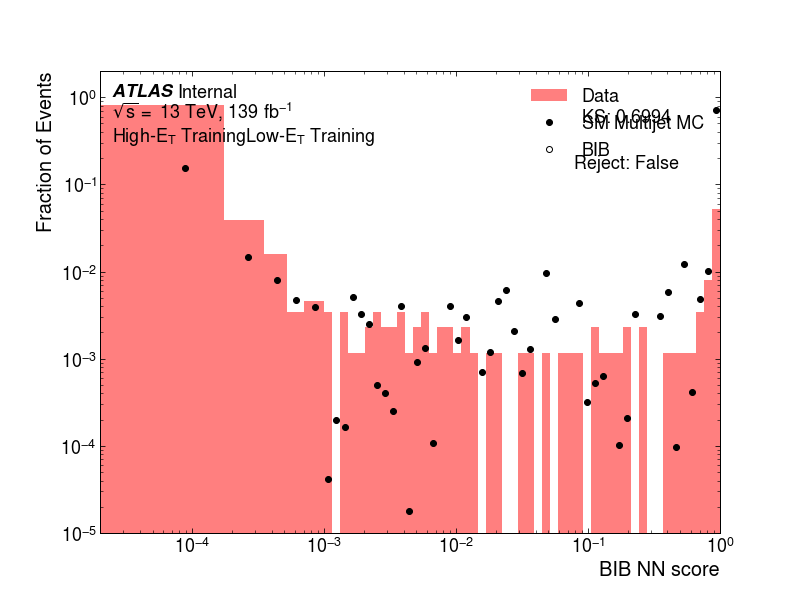 ATLAS Internal
√s = 13 TeV, 139 fb⁻¹
High-E_T TrainingLow-E_T Training
Data
KS: 0.6994
SM Multijet MC
BIB
Reject: False
Fraction of Events
10⁰
10⁻¹
10⁻²
10⁻³
10⁻⁴
10⁻⁵
10⁻⁴ 10⁻³ 10⁻² 10⁻¹ 10⁰
BIB NN score